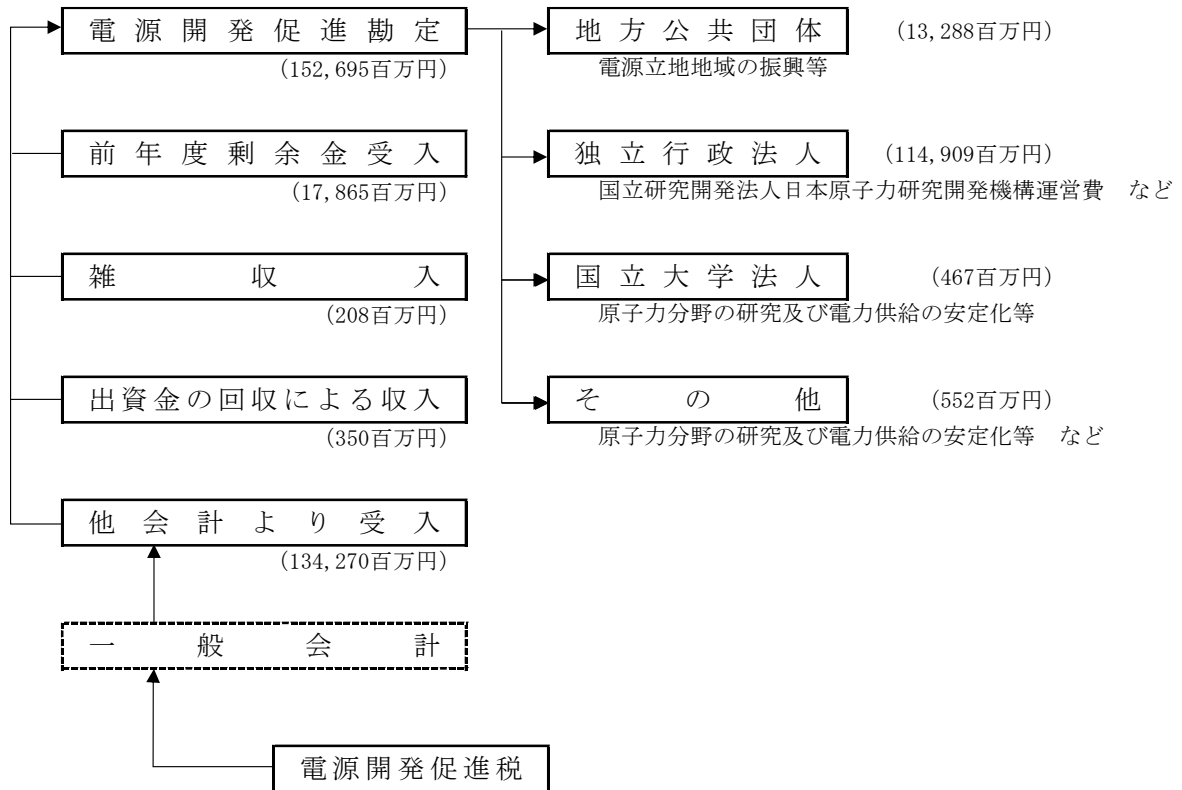 電源開発促進勘定
(152,695百万円)
地方公共団体 (13,288百万円)
電源立地地域の振興等
前年度剰余金受入
(17,865百万円)
独立行政法人 (114,909百万円)
国立研究開発法人日本原子力研究開発機構運営費 など
雑収入
(208百万円)
国立大学法人 (467百万円)
原子力分野の研究及び電力供給の安定化等
出資金の回収による収入
(350百万円)
その他 (552百万円)
原子力分野の研究及び電力供給の安定化等 など
他会計より受入
(134,270百万円)
一般会計
電源開発促進税